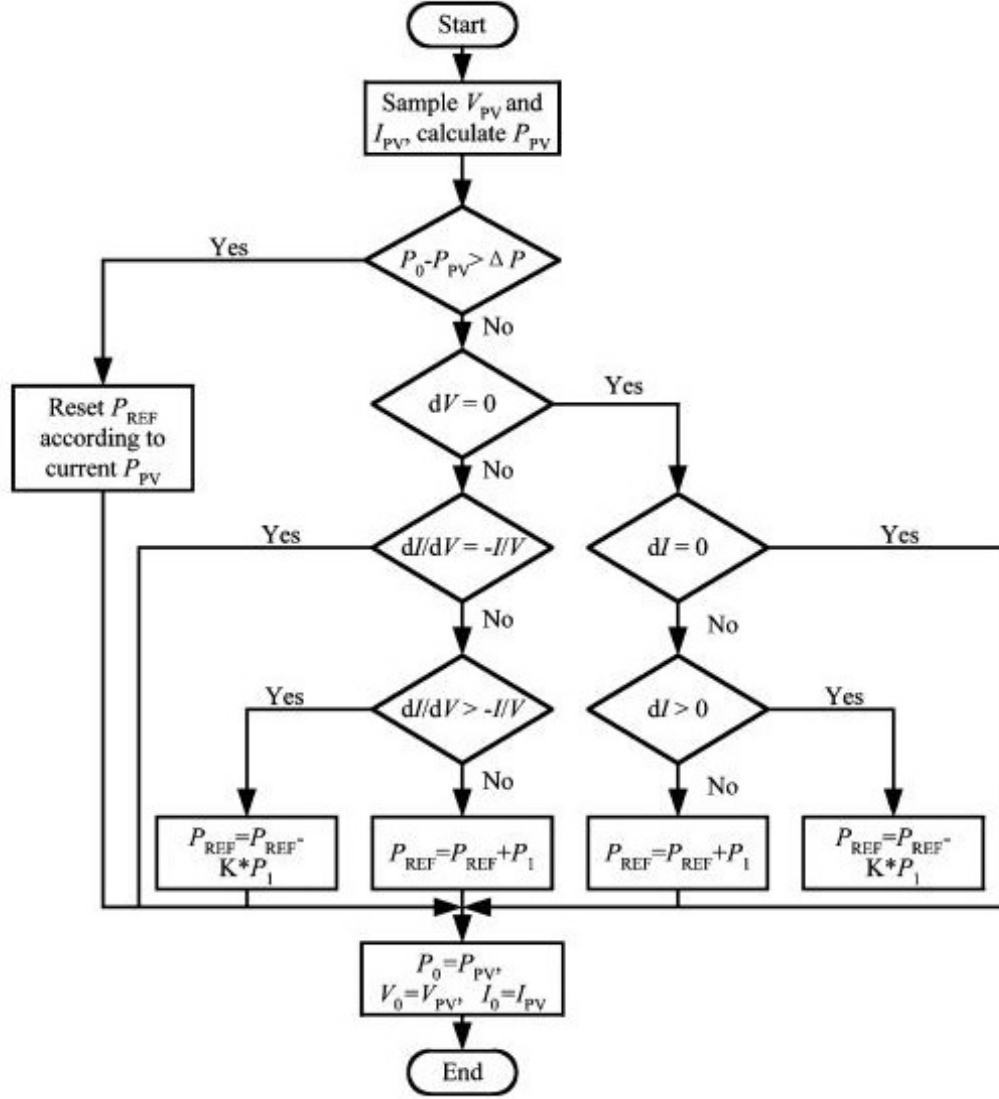 Start
Sample V_PV and
I_PV, calculate P_PV
Yes
P_0-P_PV> Δ P
No
Reset P_REF
according to
current P_PV
dV = 0
Yes
No
Yes
dI/dV = -I/V
dI = 0
Yes
No
No
Yes
dI/dV > -I/V
dI > 0
Yes
No
No
P_REF=P_REF-
K*P_1
P_REF=P_REF+P_1
P_REF=P_REF+P_1
P_REF=P_REF-
K*P_1
P_0=P_PV,
V_0=V_PV, I_0=I_PV
End